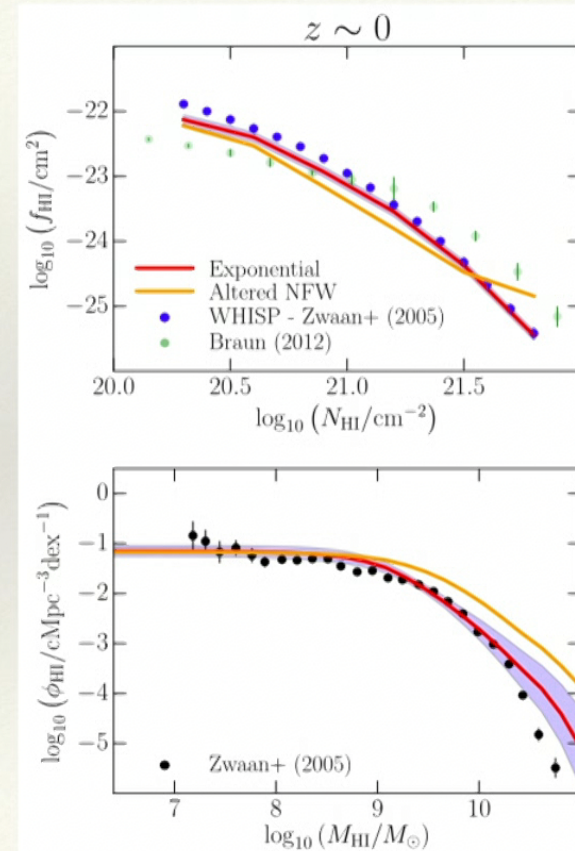 z ∼ 0
−22
−23
−24
−25
log₁₀ (f_HI/cm²)
Exponential
Altered NFW
WHISP - Zwaan+ (2005)
Braun (2012)
20.0 20.5 21.0 21.5
log₁₀ (N_HI/cm⁻²)
0
−1
−2
−3
−4
−5
log₁₀ (ϕ_HI/cMpc⁻³dex⁻¹)
Zwaan+ (2005)
7 8 9 10
log₁₀ (M_HI/M_⊙)